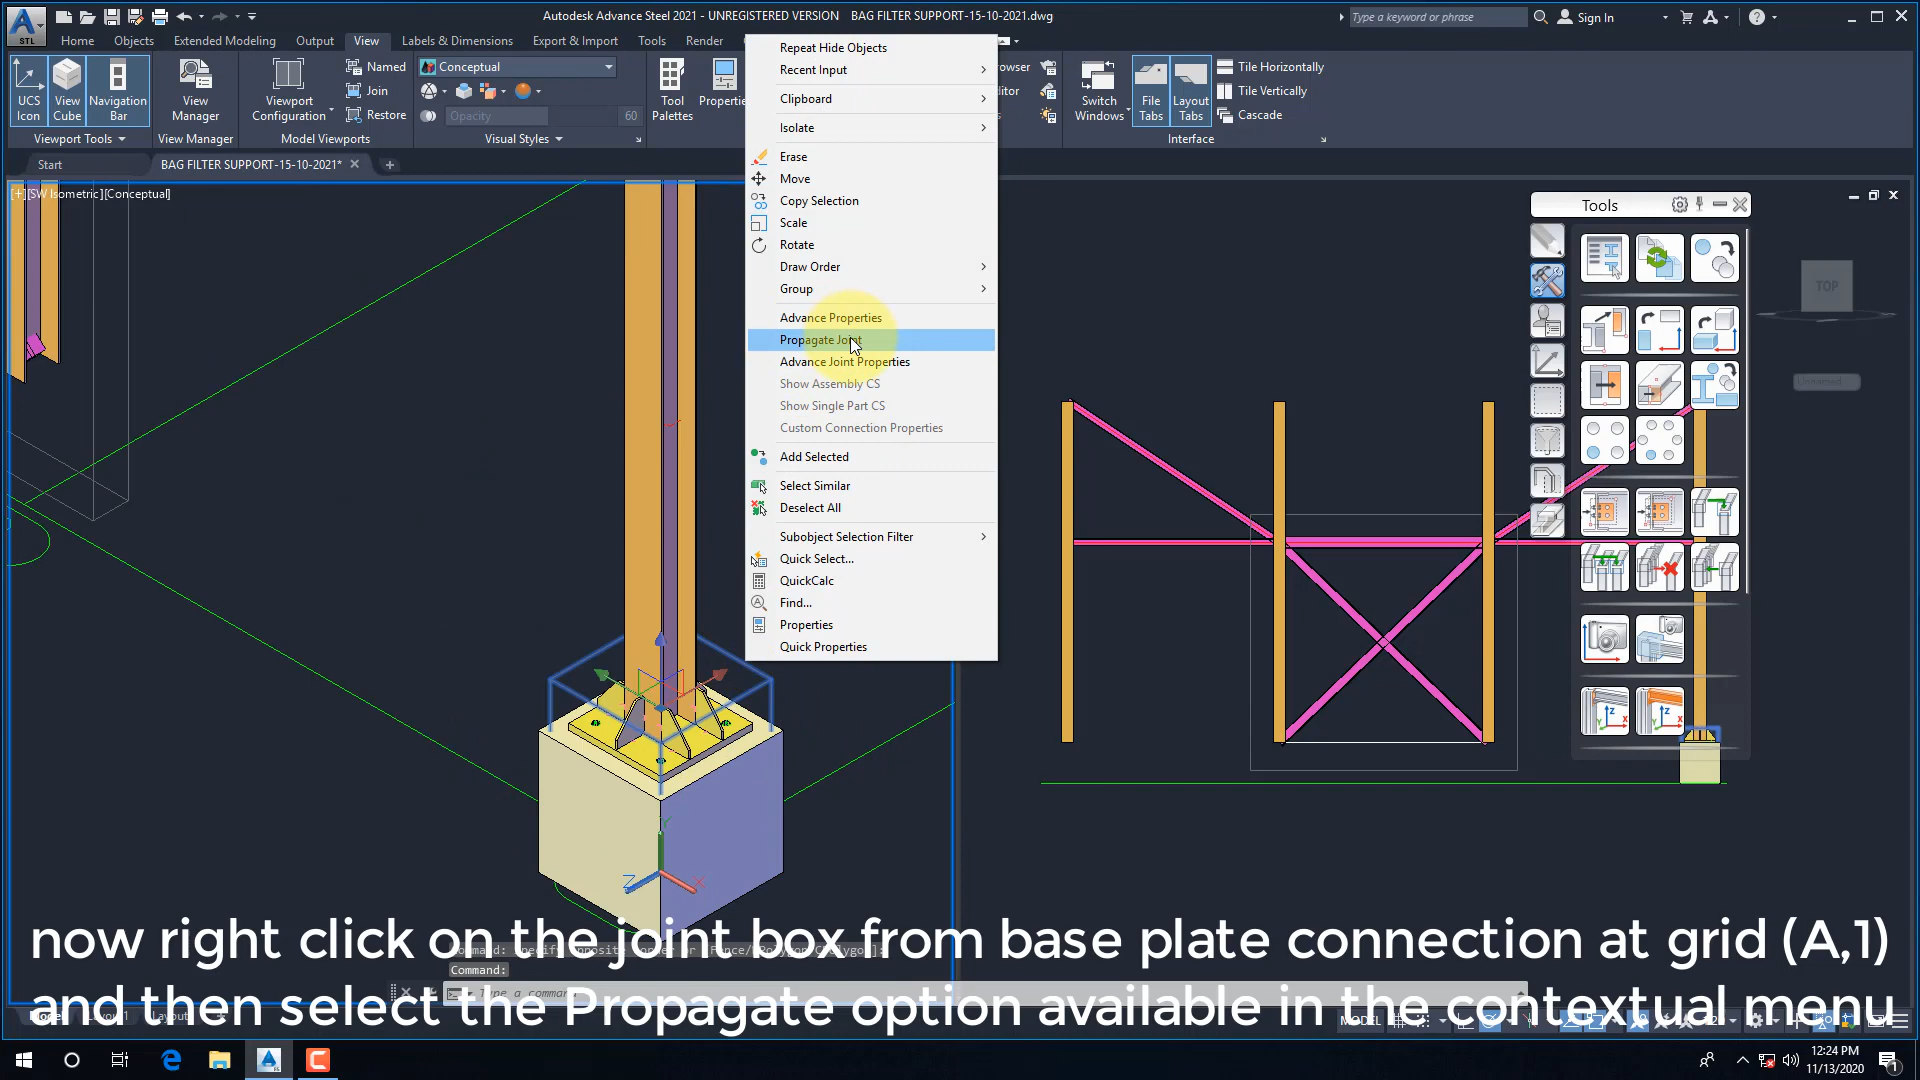 Autodesk Advance Steel 2021 - UNREGISTERED VERSION BAG FILTER SUPPORT-15-10-2021.dwg
Type a keyword or phrase
Sign In
STL
Home Objects Extended Modeling Output View Labels & Dimensions Export & Import Tools Render
UCS Icon
View Cube
Navigation Bar
Viewport Tools
View Manager
View Manager
Viewport Configuration
Named
Join
Restore
Model Viewports
Conceptual
Opacity 60
Visual Styles
Tool Palettes
Switch Windows
File Tabs
Layout Tabs
Tile Horizontally
Tile Vertically
Cascade
Interface
Start
BAG FILTER SUPPORT-15-10-2021*
[+][SW Isometric][Conceptual]
Repeat Hide Objects
Recent Input
Clipboard
Isolate
Erase
Move
Copy Selection
Scale
Rotate
Draw Order
Group
Advance Properties
Propagate Joint
Advance Joint Properties
Show Assembly CS
Show Single Part CS
Custom Connection Properties
Add Selected
Select Similar
Deselect All
Subobject Selection Filter
Quick Select...
QuickCalc
Find...
Properties
Quick Properties
Tools
TOP
Unnamed
Y
Z
X
now right click on the joint box from base plate connection at grid (A,1)
Command:
and then select the Propagate option available in the contextual menu
MODEL
12:24 PM
11/13/2020
1